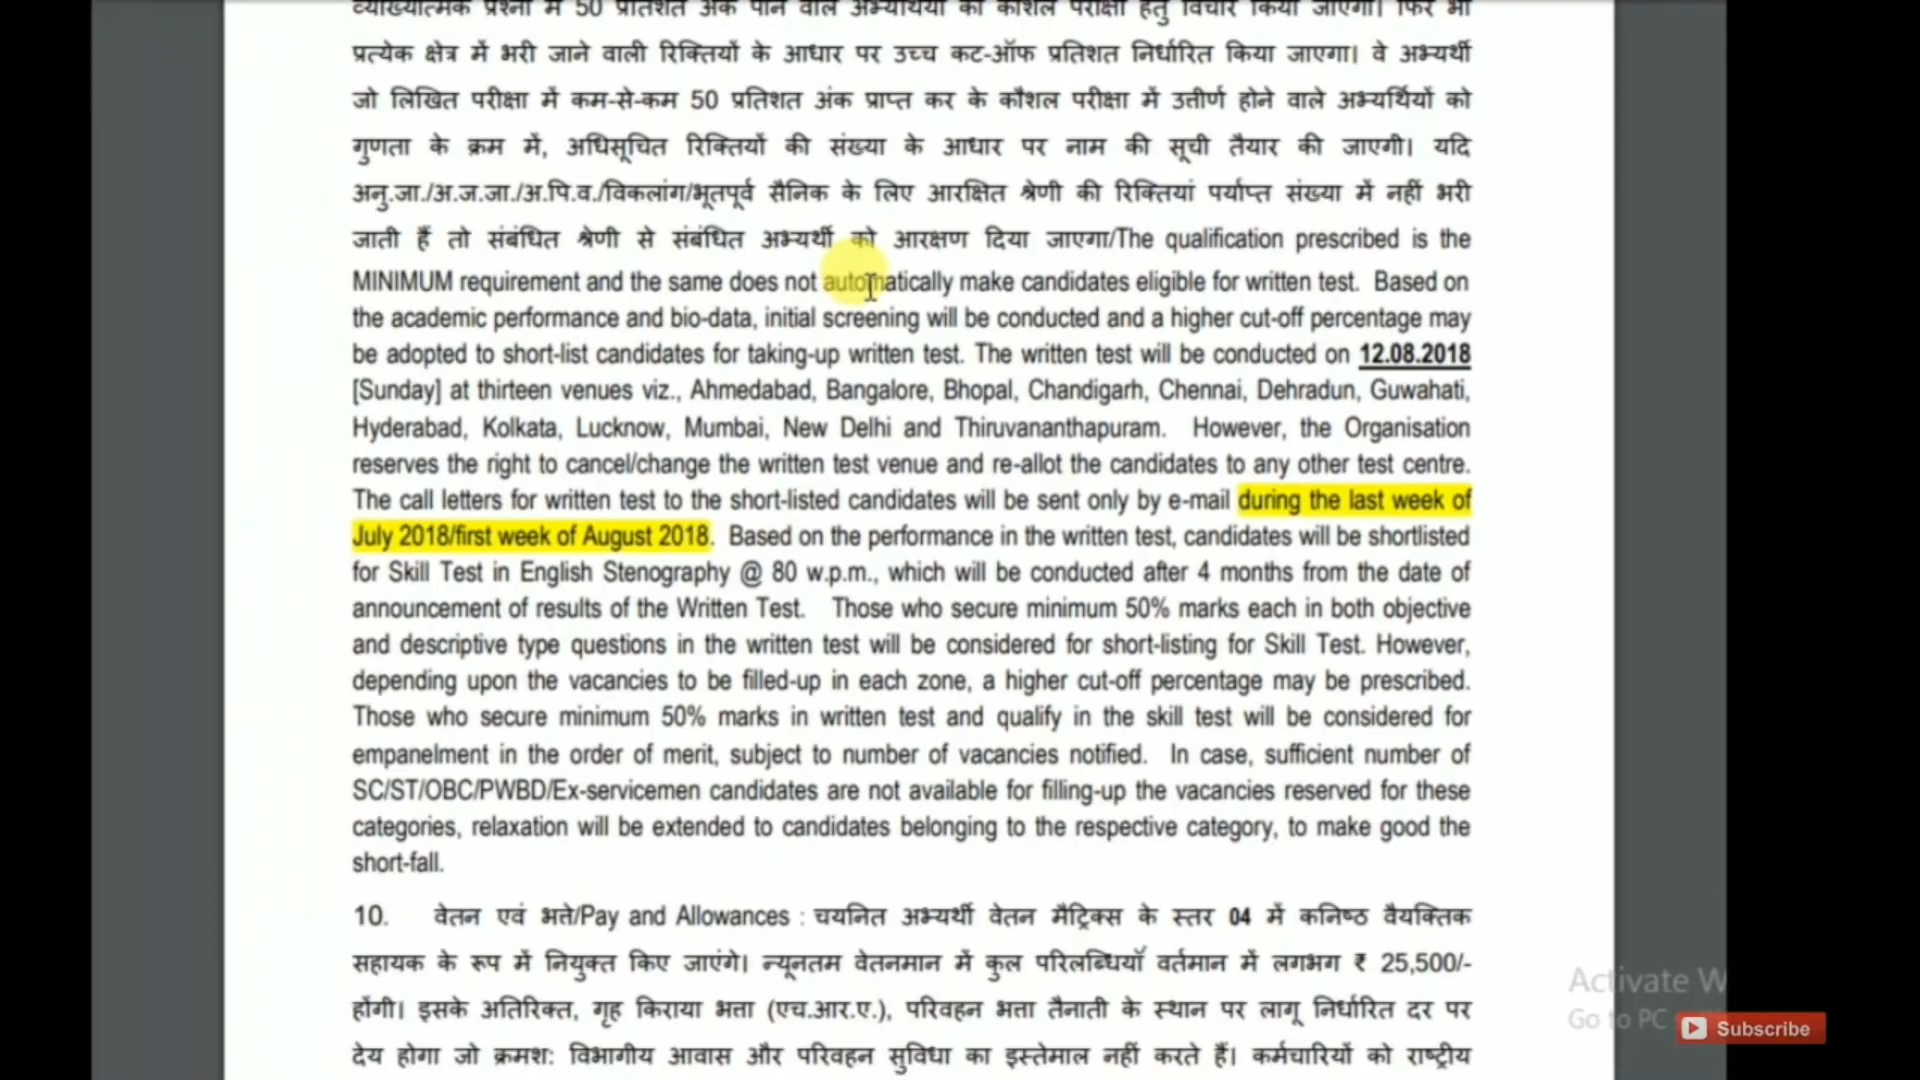 व्याख्यात्मक प्रश्नों में 50 प्रतिशत अंक पाने वाले अभ्यर्थियों को कौशल परीक्षा हेतु विचार किया जाएगा। फिर भी
प्रत्येक क्षेत्र में भरी जाने वाली रिक्तियों के आधार पर उच्च कट-ऑफ प्रतिशत निर्धारित किया जाएगा। वे अभ्यर्थी
जो लिखित परीक्षा में कम-से-कम 50 प्रतिशत अंक प्राप्त कर के कौशल परीक्षा में उत्तीर्ण होने वाले अभ्यर्थियों को
गुणता के क्रम में, अधिसूचित रिक्तियों की संख्या के आधार पर नाम की सूची तैयार की जाएगी। यदि
अनु.जा./अ.ज.जा./अ.पि.व./विकलांग/भूतपूर्व सैनिक के लिए आरक्षित श्रेणी की रिक्तियां पर्याप्त संख्या में नहीं भरी
जाती हैं तो संबंधित श्रेणी से संबंधित अभ्यर्थी को आरक्षण दिया जाएगा/The qualification prescribed is the
MINIMUM requirement and the same does not automatically make candidates eligible for written test. Based on
the academic performance and bio-data, initial screening will be conducted and a higher cut-off percentage may
be adopted to short-list candidates for taking-up written test. The written test will be conducted on 12.08.2018
[Sunday] at thirteen venues viz., Ahmedabad, Bangalore, Bhopal, Chandigarh, Chennai, Dehradun, Guwahati,
Hyderabad, Kolkata, Lucknow, Mumbai, New Delhi and Thiruvananthapuram. However, the Organisation
reserves the right to cancel/change the written test venue and re-allot the candidates to any other test centre.
The call letters for written test to the short-listed candidates will be sent only by e-mail during the last week of
July 2018/first week of August 2018. Based on the performance in the written test, candidates will be shortlisted
for Skill Test in English Stenography @ 80 w.p.m., which will be conducted after 4 months from the date of
announcement of results of the Written Test. Those who secure minimum 50% marks each in both objective
and descriptive type questions in the written test will be considered for short-listing for Skill Test. However,
depending upon the vacancies to be filled-up in each zone, a higher cut-off percentage may be prescribed.
Those who secure minimum 50% marks in written test and qualify in the skill test will be considered for
empanelment in the order of merit, subject to number of vacancies notified. In case, sufficient number of
SC/ST/OBC/PWBD/Ex-servicemen candidates are not available for filling-up the vacancies reserved for these
categories, relaxation will be extended to candidates belonging to the respective category, to make good the
short-fall.
10. वेतन एवं भत्ते/Pay and Allowances : चयनित अभ्यर्थी वेतन मैट्रिक्स के स्तर 04 में कनिष्ठ वैयक्तिक
सहायक के रूप में नियुक्त किए जाएंगे। न्यूनतम वेतनमान में कुल परिलब्धियाँ वर्तमान में लगभग ₹ 25,500/-
होंगी। इसके अतिरिक्त, गृह किराया भत्ता (एच.आर.ए.), परिवहन भत्ता तैनाती के स्थान पर लागू निर्धारित दर पर
देय होगा जो क्रमश: विभागीय आवास और परिवहन सुविधा का इस्तेमाल नहीं करते हैं। कर्मचारियों को राष्ट्रीय
Activate W
Go to PC
Subscribe